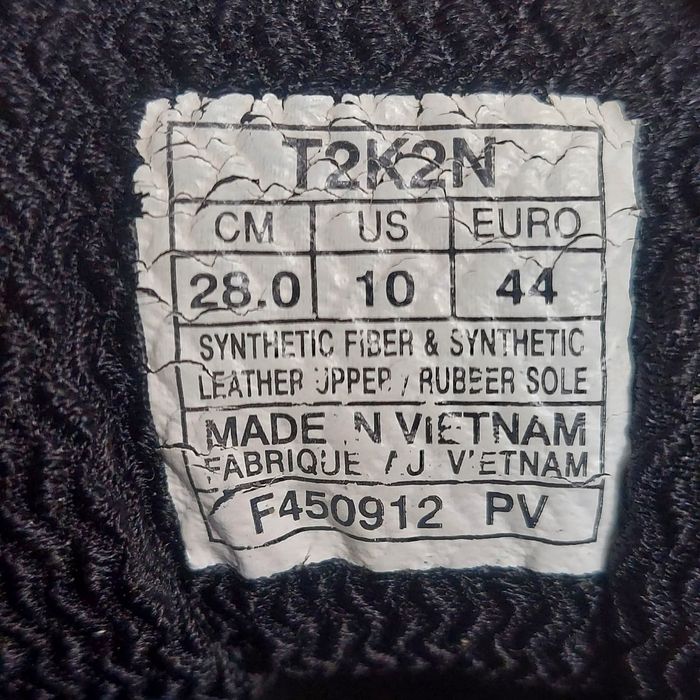 T2K2N
CM US EURO
28.0 10 44
SYNTHETIC FIBER & SYNTHETIC
LEATHER UPPER / RUBBER SOLE
MADE IN VIETNAM
FABRIQUE AU VIETNAM
F450912 PV